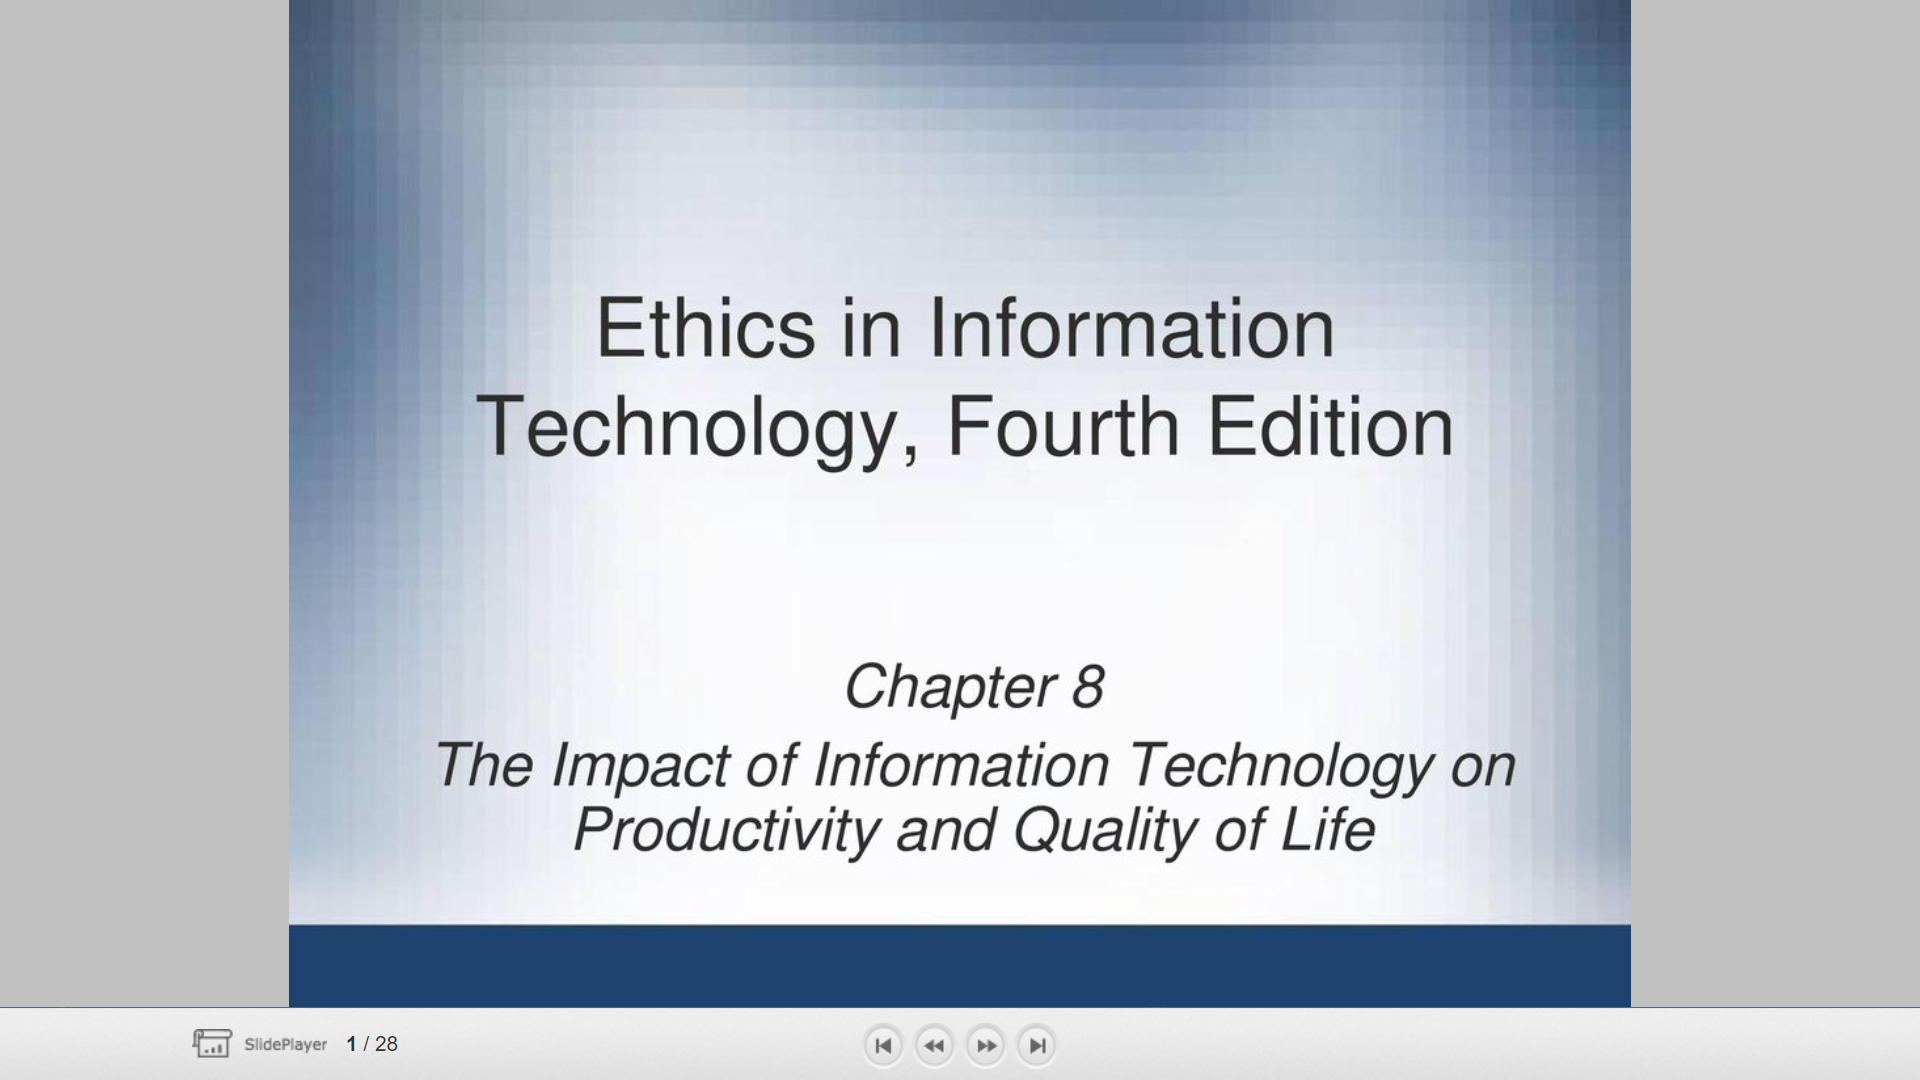 Ethics in Information
Technology, Fourth Edition
Chapter 8
The Impact of Information Technology on
Productivity and Quality of Life
SlidePlayer 1 / 28